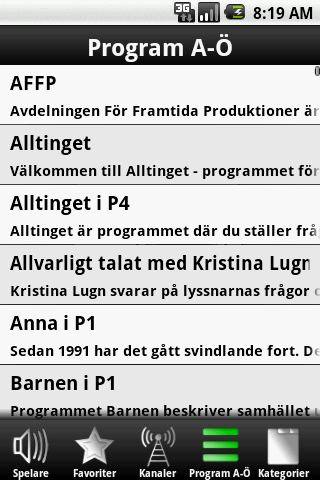 3G 8:19 AM
Program A-Ö
AFFP
Avdelningen För Framtida Produktioner är
Alltinget
Välkommen till Alltinget - programmet för
Alltinget i P4
Alltinget är programmet där du ställer frå
Allvarligt talat med Kristina Lugn
Kristina Lugn svarar på lyssnarnas frågor o
Anna i P1
Sedan 1991 har det gått svindlande fort. De
Barnen i P1
Programmet Barnen beskriver samhället u
Spelare Favoriter Kanaler Program A-Ö Kategorier